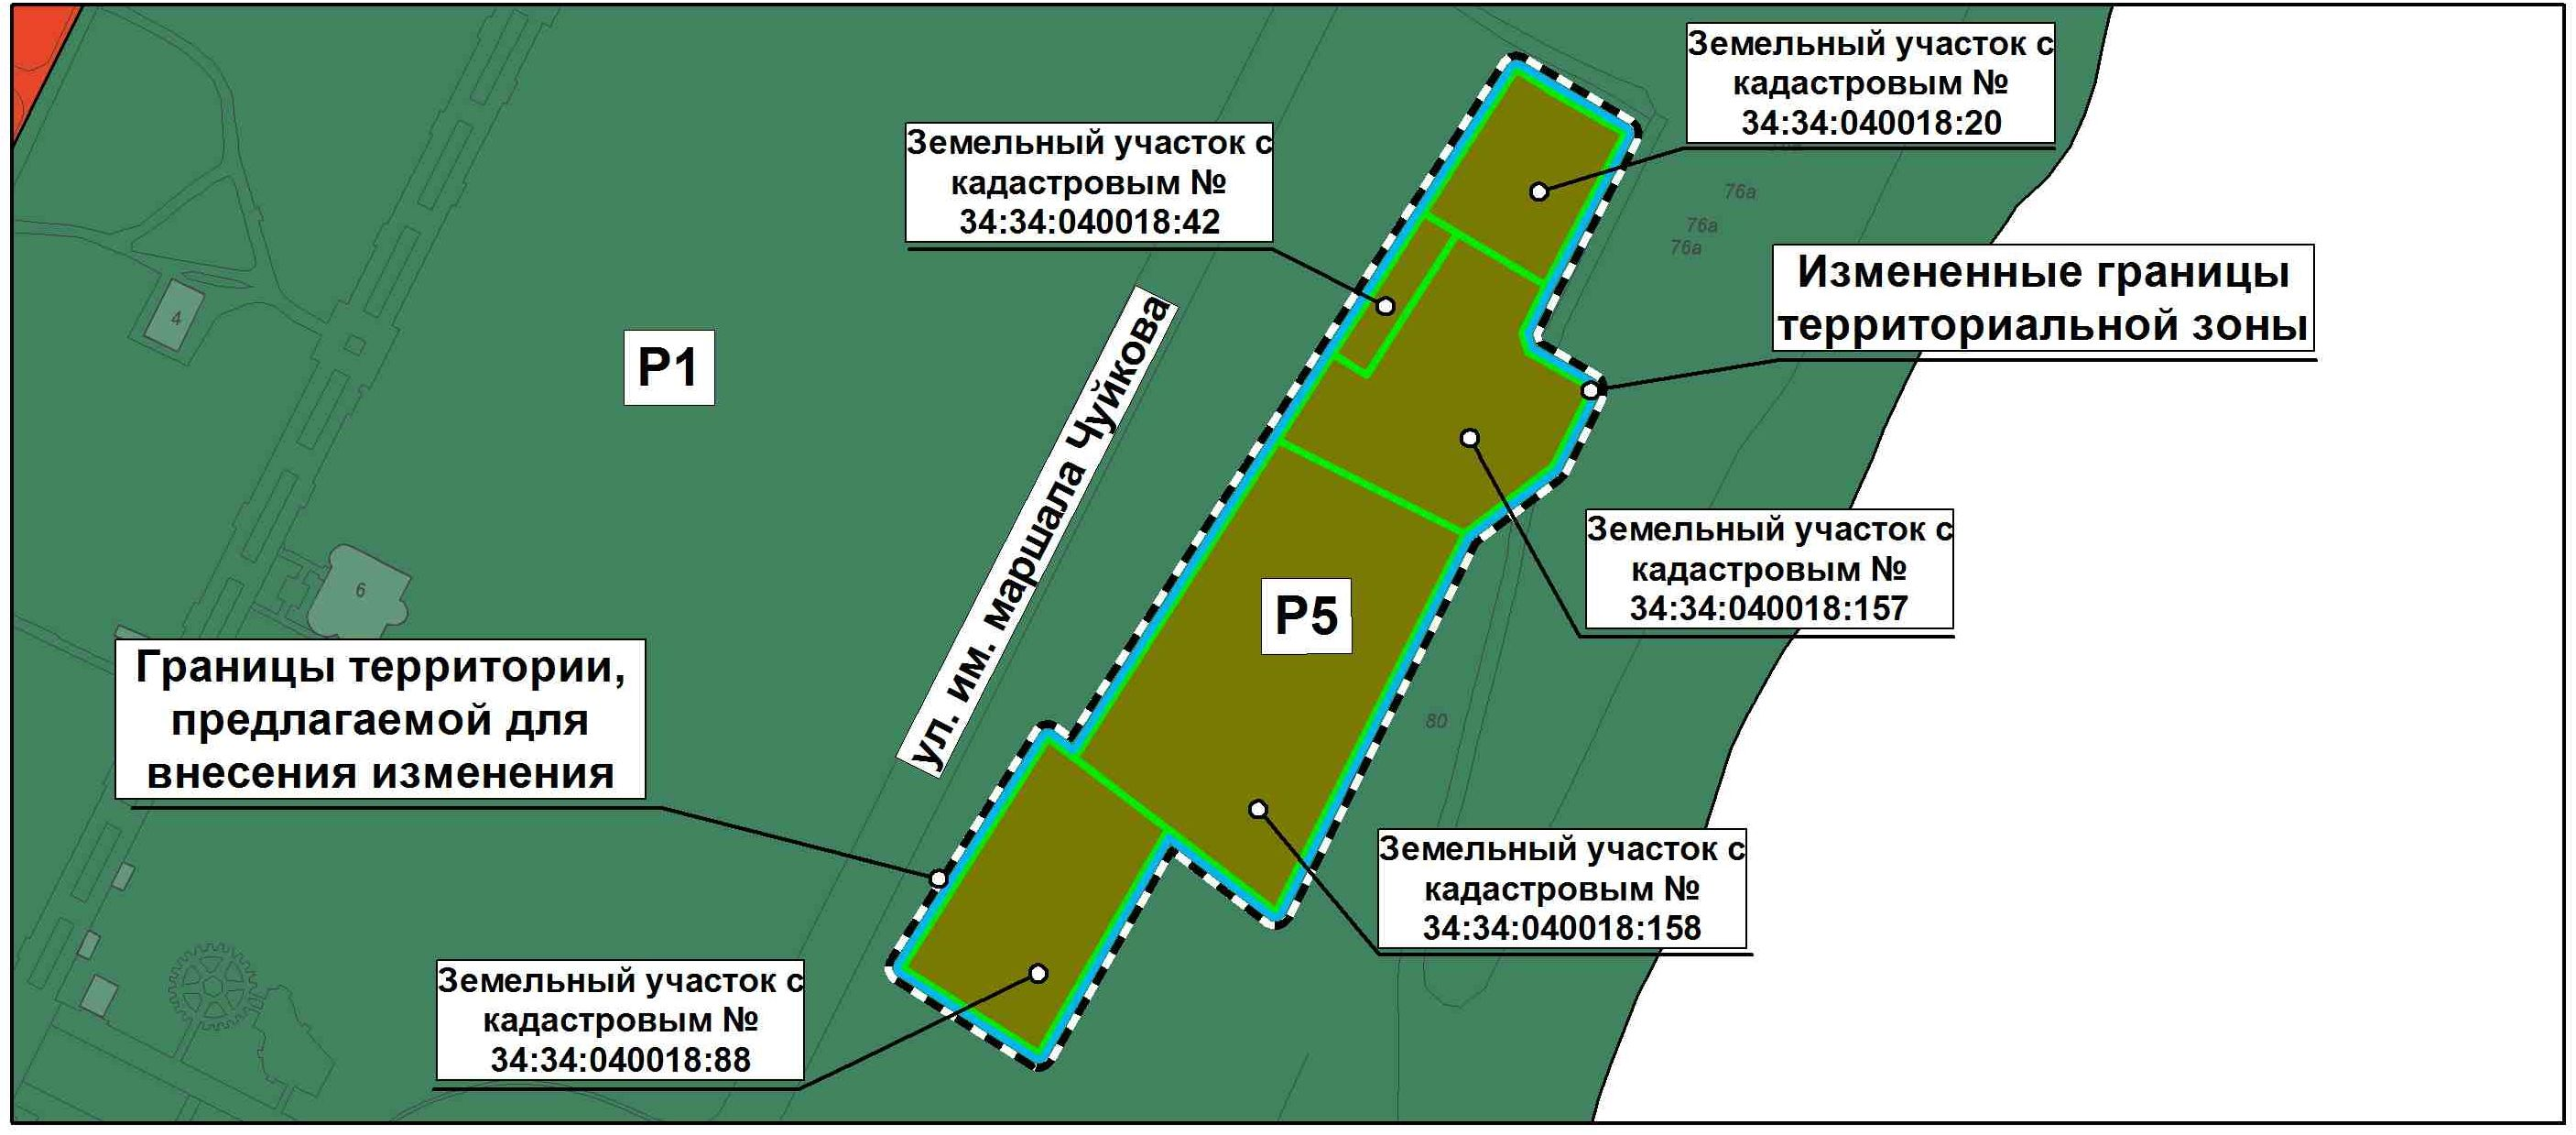 Земельный участок с
кадастровым №
34:34:040018:20
Земельный участок с
кадастровым №
34:34:040018:42
76а
76а
76а
Измененные границы
территориальной зоны
4
Р1
ул. им. маршала Чуйкова
Земельный участок с
кадастровым №
34:34:040018:157
6
Р5
Границы территории,
предлагаемой для
внесения изменения
80
Земельный участок с
кадастровым №
34:34:040018:158
Земельный участок с
кадастровым №
34:34:040018:88